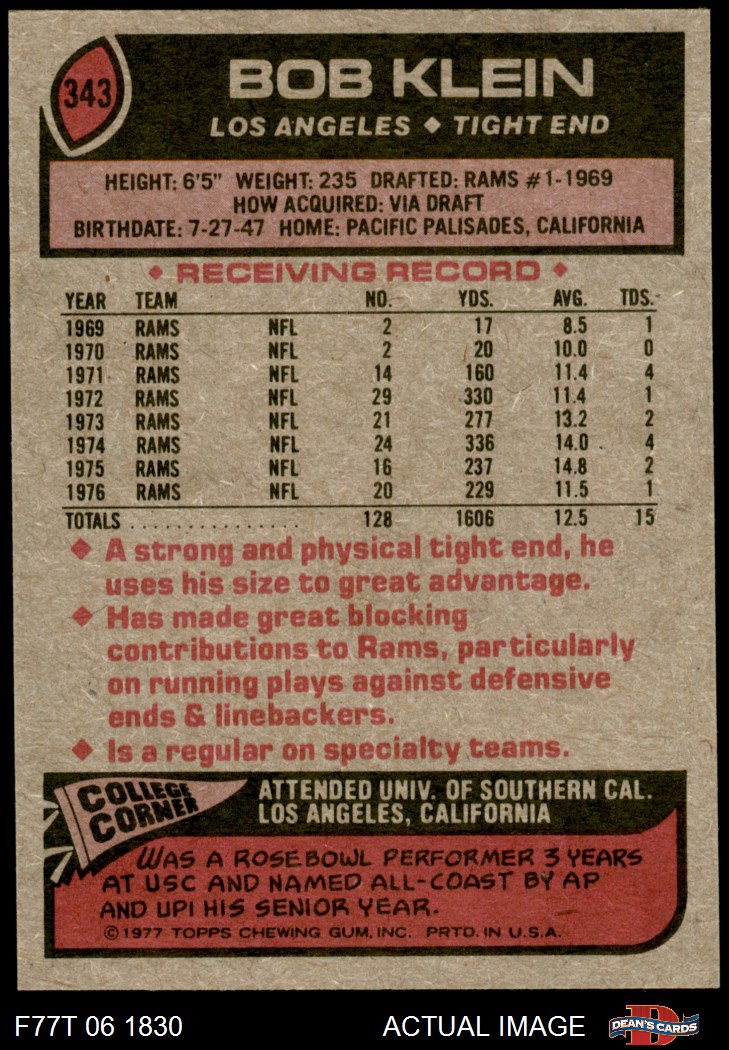 343
BOB KLEIN
LOS ANGELES ◆ TIGHT END
HEIGHT: 6'5" WEIGHT: 235 DRAFTED: RAMS #1-1969
HOW ACQUIRED: VIA DRAFT
BIRTHDATE: 7-27-47 HOME: PACIFIC PALISADES, CALIFORNIA
◆ RECEIVING RECORD ◆
YEAR TEAM NO. YDS. AVG. TDS.
1969 RAMS NFL 2 17 8.5 1
1970 RAMS NFL 2 20 10.0 0
1971 RAMS NFL 14 160 11.4 4
1972 RAMS NFL 29 330 11.4 1
1973 RAMS NFL 21 277 13.2 2
1974 RAMS NFL 24 336 14.0 4
1975 RAMS NFL 16 237 14.8 2
1976 RAMS NFL 20 229 11.5 1
TOTALS ................ 128 1606 12.5 15
◆ A strong and physical tight end, he
uses his size to great advantage.
◆ Has made great blocking
contributions to Rams, particularly
on running plays against defensive
ends & linebackers.
◆ Is a regular on specialty teams.
COLLEGE
CORNER
ATTENDED UNIV. OF SOUTHERN CAL.
LOS ANGELES, CALIFORNIA
WAS A ROSE BOWL PERFORMER 3 YEARS
AT USC AND NAMED ALL-COAST BY AP
AND UPI HIS SENIOR YEAR.
©1977 TOPPS CHEWING GUM, INC. PRTD. IN U.S.A.
F77T 06 1830 ACTUAL IMAGE
D
DEAN'S CARDS